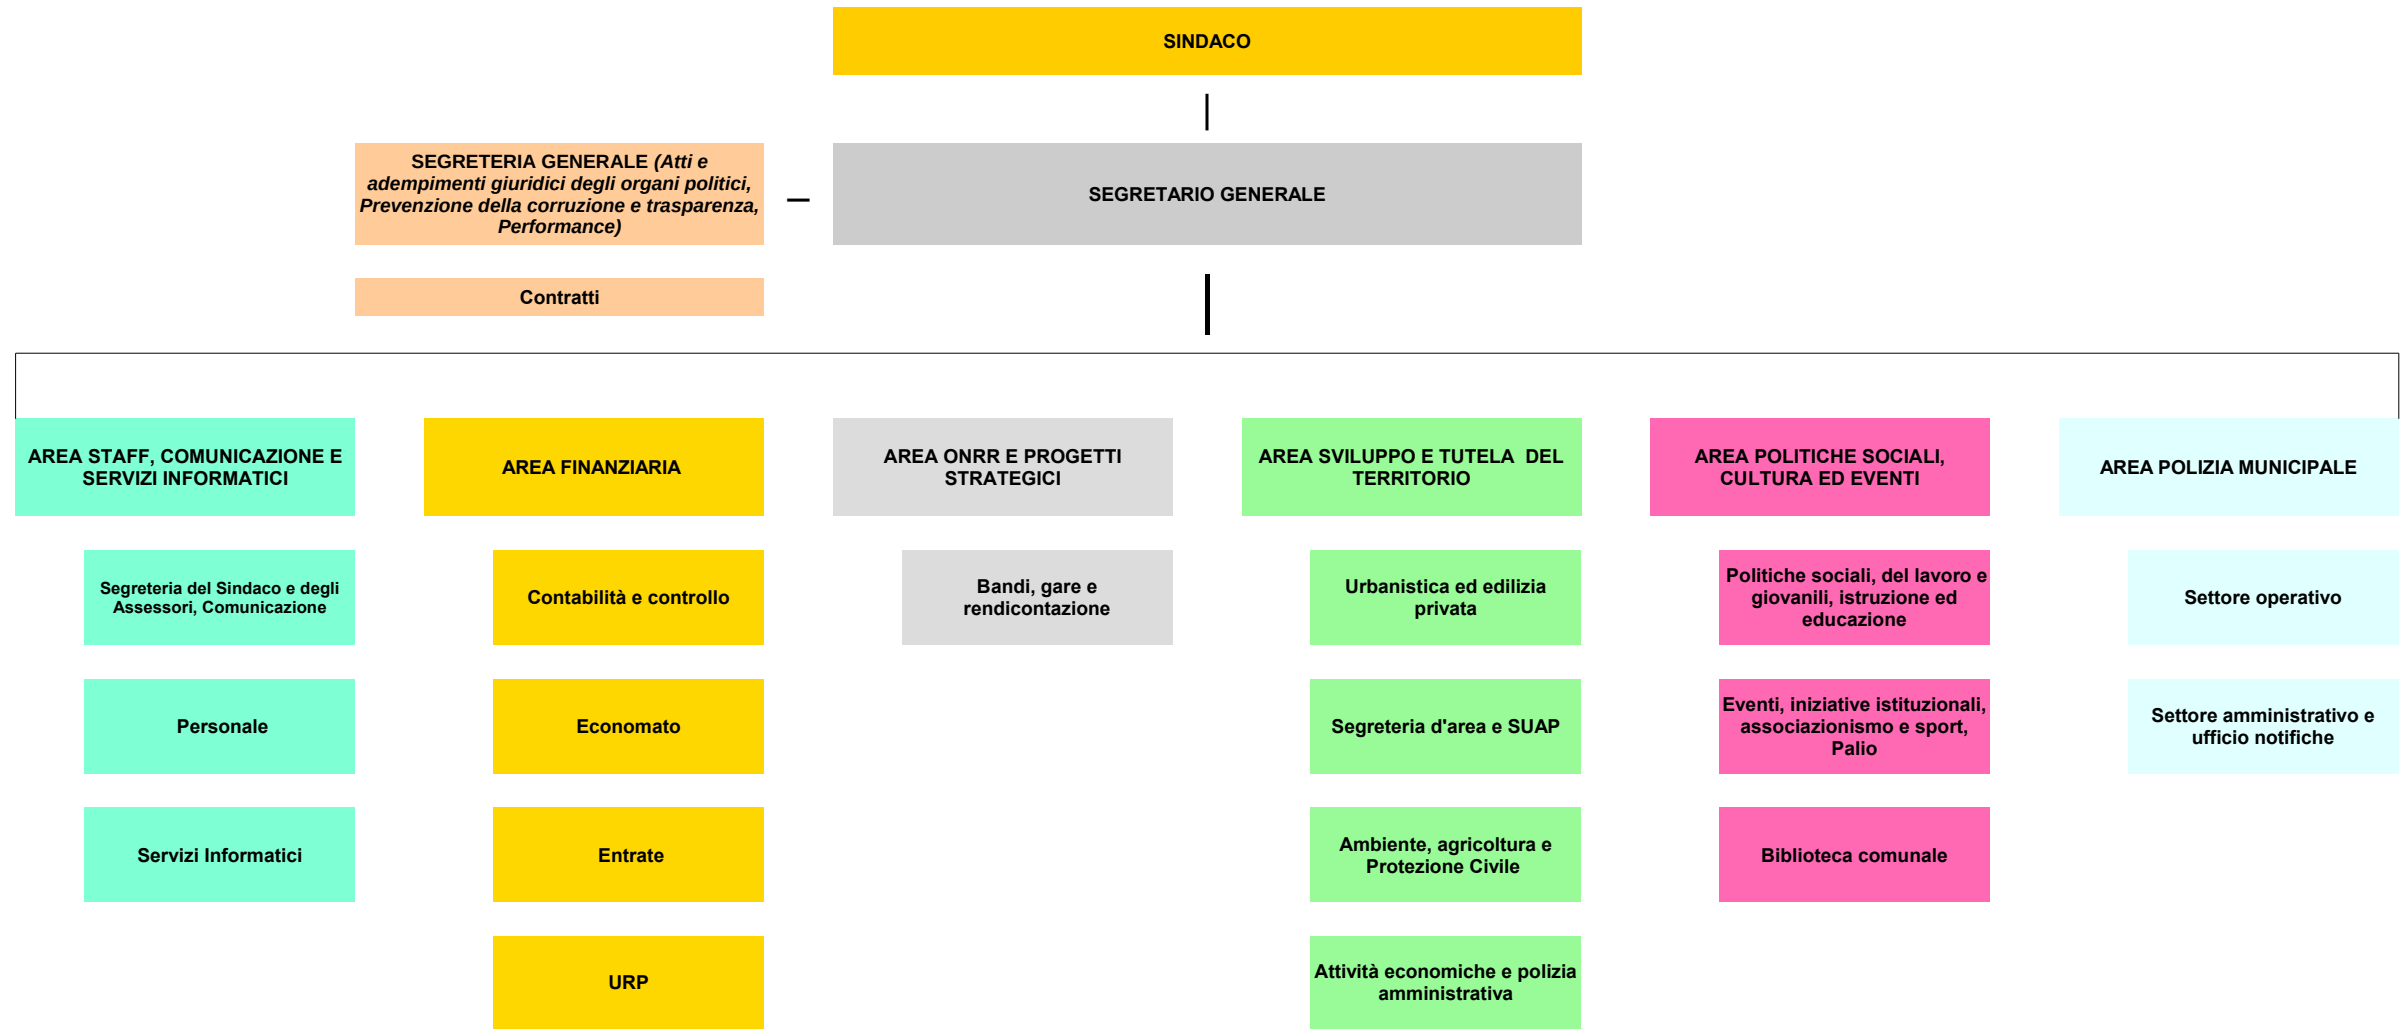 SINDACO
SEGRETERIA GENERALE (Atti e
adempimenti giuridici degli organi politici,
Prevenzione della corruzione e trasparenza,
Performance)
SEGRETARIO GENERALE
Contratti
AREA STAFF, COMUNICAZIONE E
SERVIZI INFORMATICI
AREA FINANZIARIA
AREA ONRR E PROGETTI
STRATEGICI
AREA SVILUPPO E TUTELA  DEL
TERRITORIO
AREA POLITICHE SOCIALI,
CULTURA ED EVENTI
AREA POLIZIA MUNICIPALE
Segreteria del Sindaco e degli
Assessori, Comunicazione
Contabilità e controllo
Bandi, gare e
rendicontazione
Urbanistica ed edilizia
privata
Politiche sociali, del lavoro e
giovanili, istruzione ed
educazione
Settore operativo
Personale
Economato
Segreteria d'area e SUAP
Eventi, iniziative istituzionali,
associazionismo e sport,
Palio
Settore amministrativo e
ufficio notifiche
Servizi Informatici
Entrate
Ambiente, agricoltura e
Protezione Civile
Biblioteca comunale
URP
Attività economiche e polizia
amministrativa